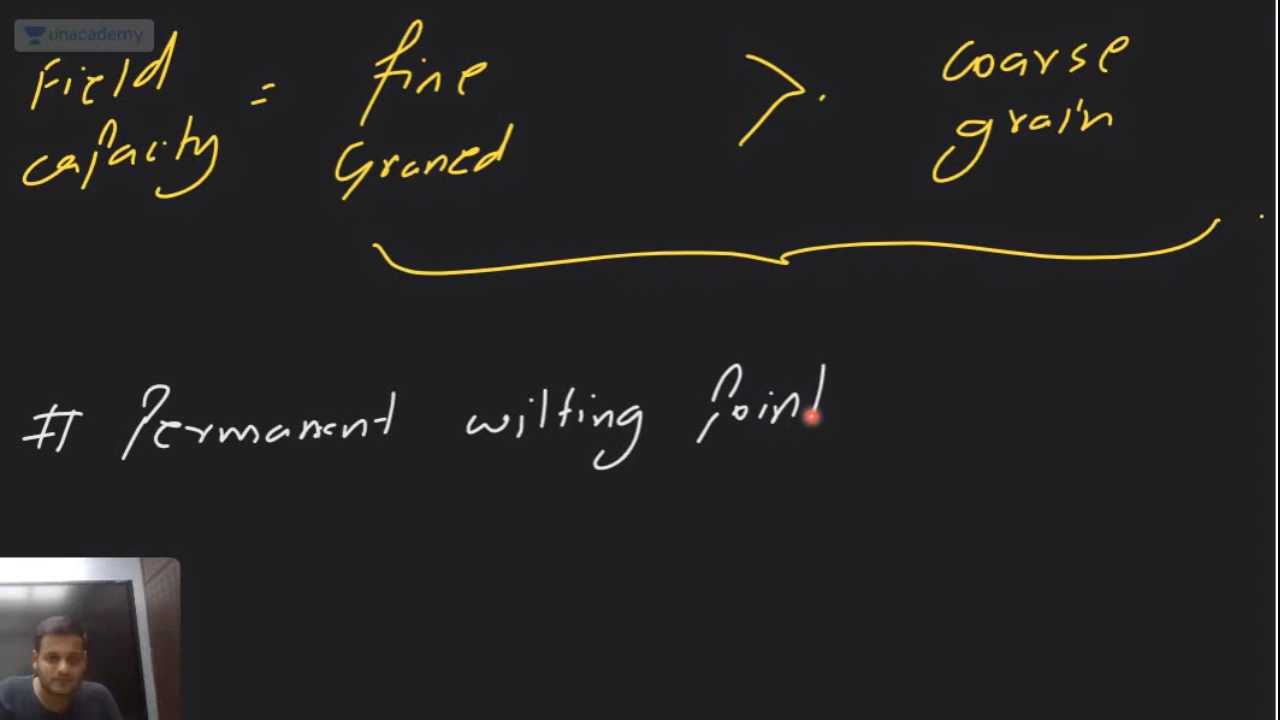 unacademy
Field fine > . coarse
capacity = Graned grain
# Permanent wilting Point